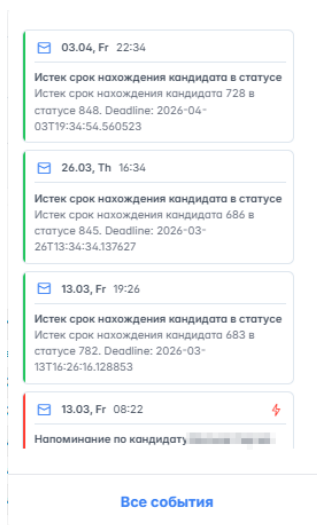 03.04, Fr 22:34
Истек срок нахождения кандидата в статусе
Истек срок нахождения кандидата 728 в
статусе 848. Deadline: 2026-04-
03T19:34:54.560523
26.03, Th 16:34
Истек срок нахождения кандидата в статусе
Истек срок нахождения кандидата 686 в
статусе 845. Deadline: 2026-03-
26T13:34:34.137627
13.03, Fr 19:26
Истек срок нахождения кандидата в статусе
Истек срок нахождения кандидата 683 в
статусе 782. Deadline: 2026-03-
13T16:26:16.128853
13.03, Fr 08:22
Напоминание по кандидату
Все события